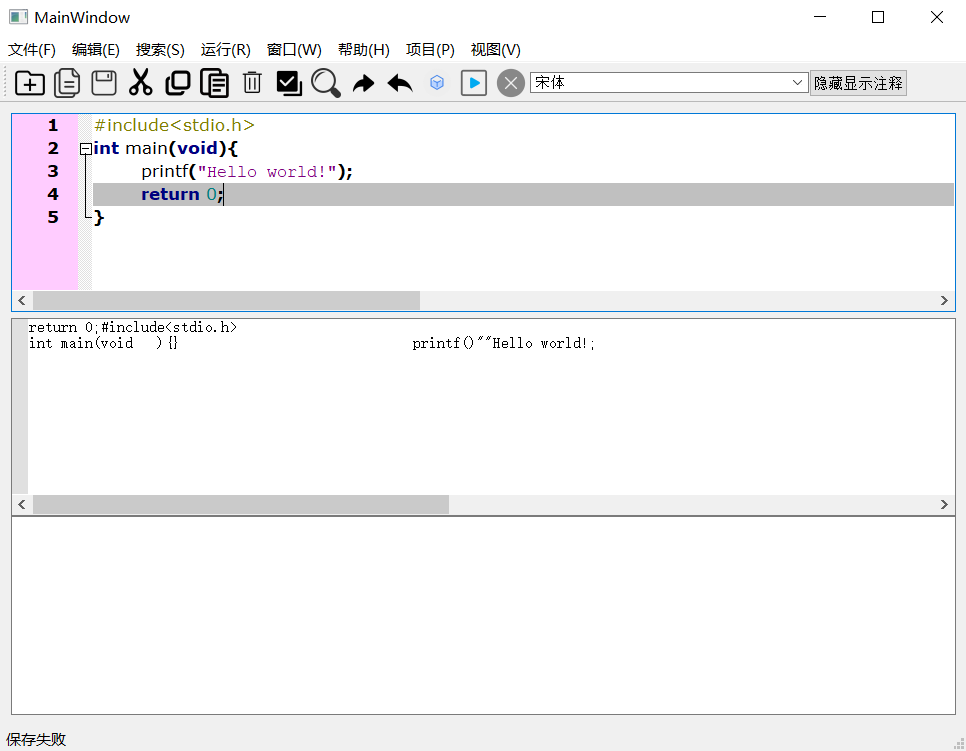 MainWindow
文件(F) 编辑(E) 搜索(S) 运行(R) 窗口(W) 帮助(H) 项目(P) 视图(V)
宋体 隐藏显示注释
1 #include<stdio.h>
2 int main(void){
3 printf("Hello world!");
4 return 0;
5 }
return 0;#include<stdio.h>
int main(void   ){}                              printf()""Hello world!;
保存失败